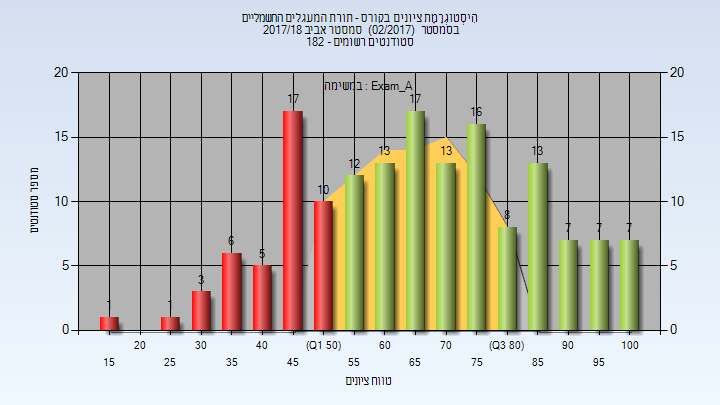 היסטוגרמת ציונים בקורס - תורת המעגלים החשמליים
בסמסטר (02/2017) סמסטר אביב 2017/18
סטודנטים רשומים - 182
במשימה : Exam_A
מספר סטודנטים
20 20
15 15
10 10
5 5
0 0
1 1 3 6 5 17 10 12 13 17 13 16 8 13 7 7 7
20 30 40 (Q1 50) 60 70 (Q3 80) 90 100
15 25 35 45 55 65 75 85 95
טווח ציונים